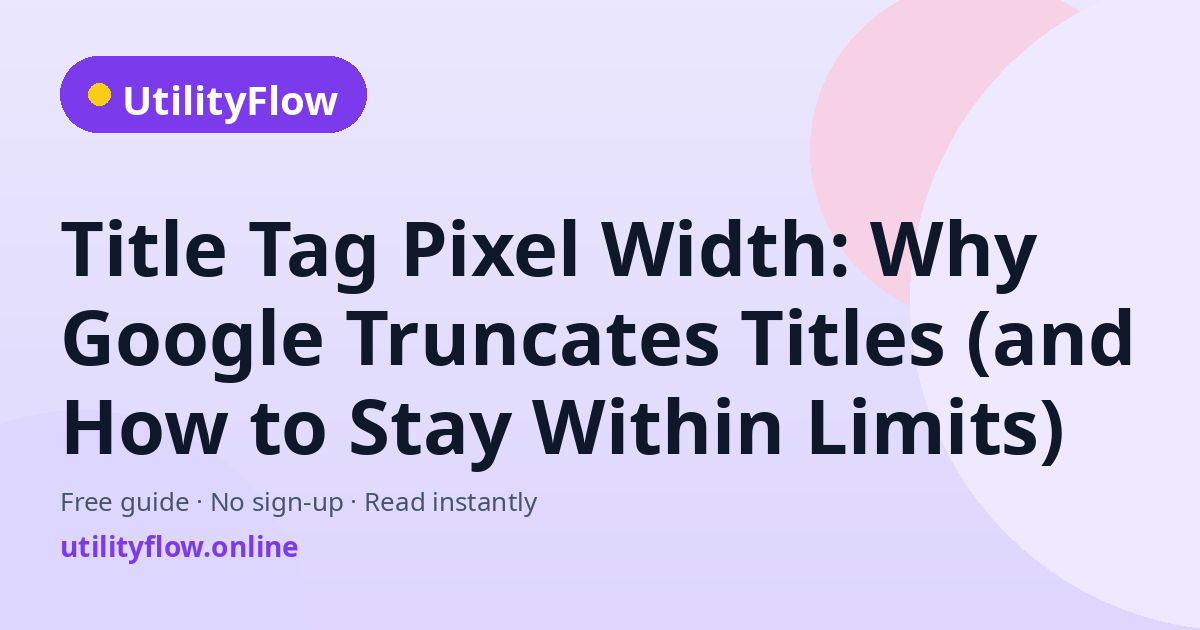 UtilityFlow
Title Tag Pixel Width: Why
Google Truncates Titles (and
How to Stay Within Limits)
Free guide · No sign-up · Read instantly
utilityflow.online